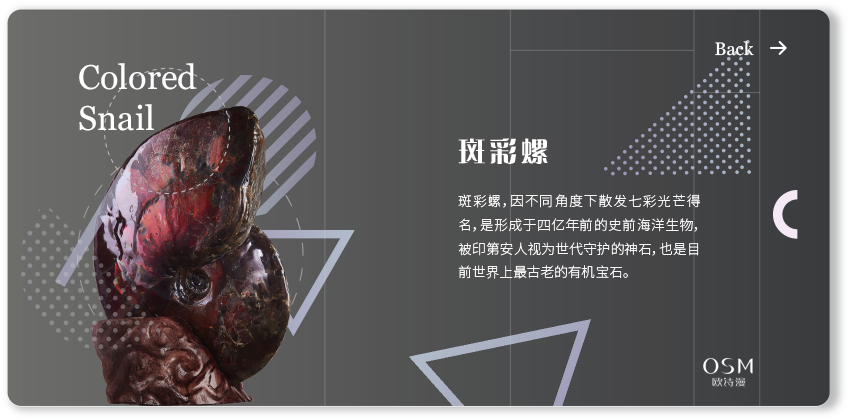 Colored
Snail
Back
斑彩螺
斑彩螺,因不同角度下散发七彩光芒得
名,是形成于四亿年前的史前海洋生物,
被印第安人视为世代守护的神石,也是目
前世界上最古老的有机宝石。
OSM
欧诗漫